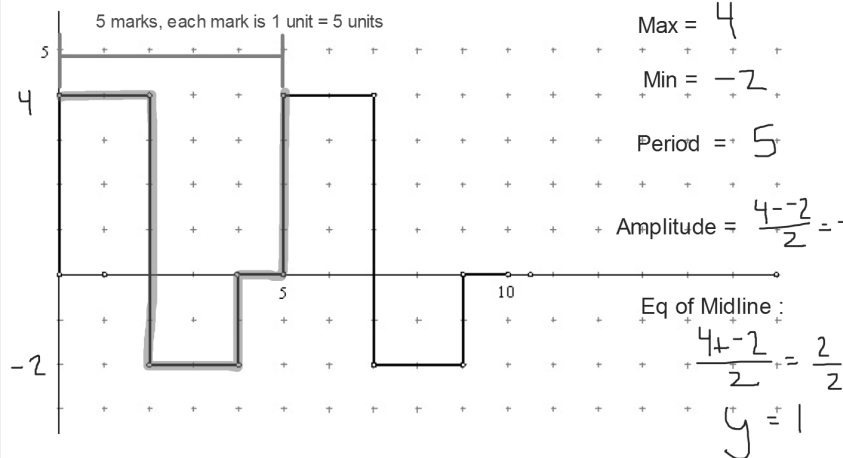 5 marks, each mark is 1 unit = 5 units
Max = 4
5
Min = -2
4
Period = 5
Amplitude = 4--2/2 =
5
10
Eq of Midline :
4+-2/2 = 2/2
-2
y = 1